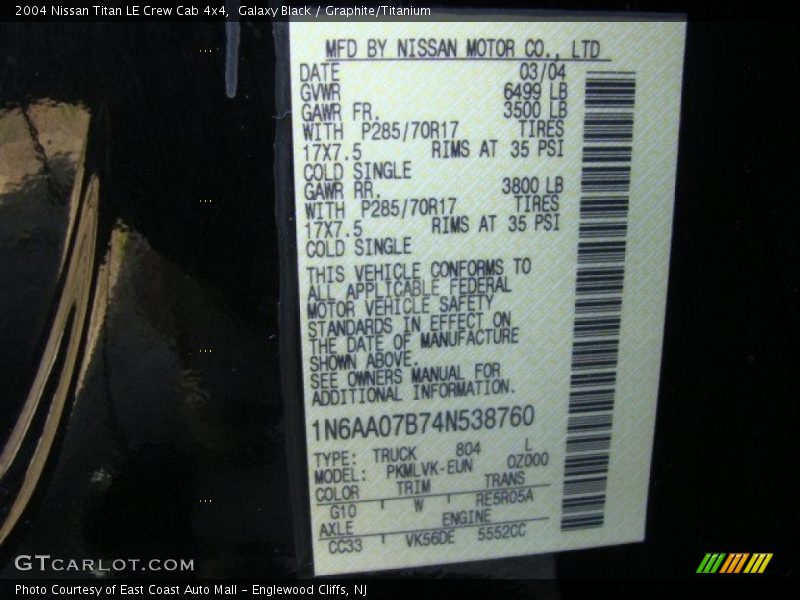 2004 Nissan Titan LE Crew Cab 4x4, Galaxy Black / Graphite/Titanium
MFD BY NISSAN MOTOR CO., LTD
DATE 03/04
GVWR 6499 LB
GAWR FR. 3500 LB
WITH P285/70R17 TIRES
17X7.5 RIMS AT 35 PSI
COLD SINGLE
GAWR RR. 3800 LB
WITH P285/70R17 TIRES
17X7.5 RIMS AT 35 PSI
COLD SINGLE
THIS VEHICLE CONFORMS TO
ALL APPLICABLE FEDERAL
MOTOR VEHICLE SAFETY
STANDARDS IN EFFECT ON
THE DATE OF MANUFACTURE
SHOWN ABOVE.
SEE OWNERS MANUAL FOR
ADDITIONAL INFORMATION.
1N6AA07B74N538760
TYPE: TRUCK 804 L
MODEL: PKMLVK-EUN QZ000
COLOR TRIM TRANS
G10 W RE5R05A
AXLE ENGINE
CC33 VK56DE 5552CC
GTCARLOT.COM
Photo Courtesy of East Coast Auto Mall - Englewood Cliffs, NJ